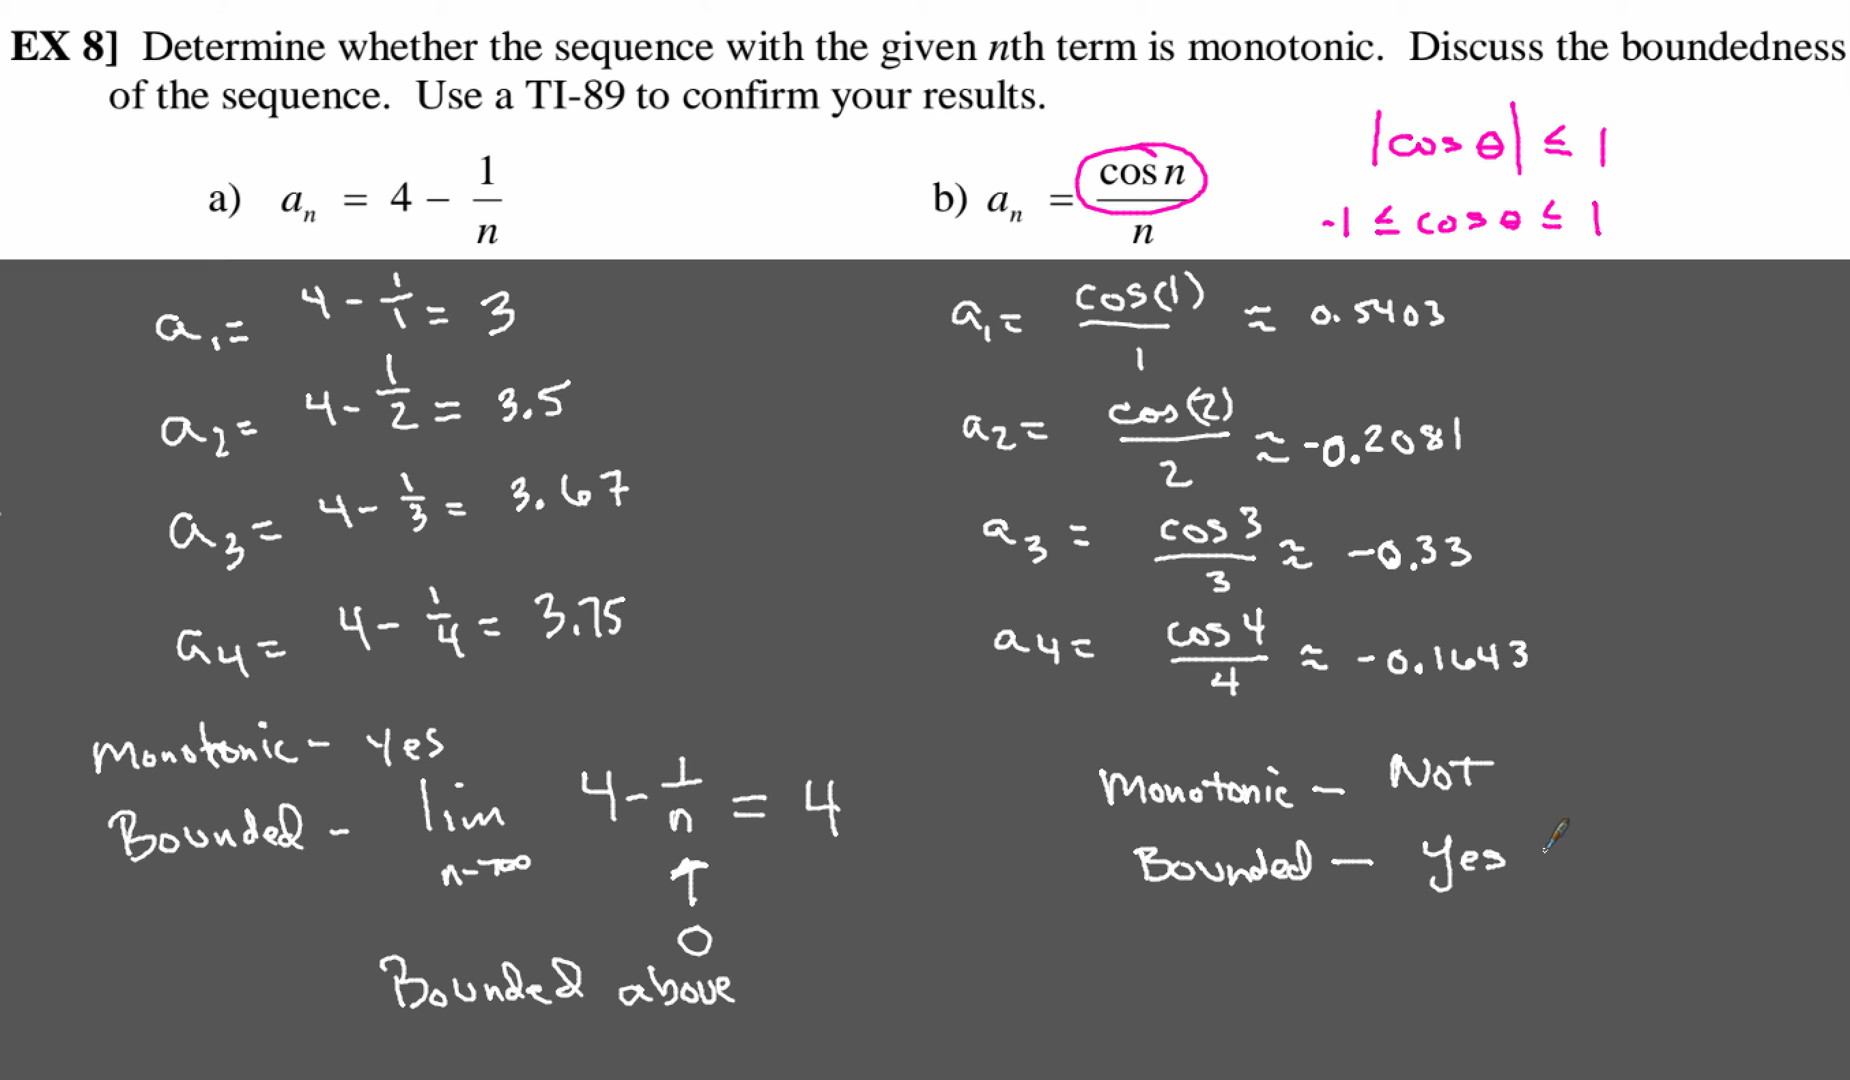 EX 8] Determine whether the sequence with the given nth term is monotonic. Discuss the boundedness
of the sequence. Use a TI-89 to confirm your results.
a) aₙ = 4 − 1/n
b) aₙ = cos n / n
|cos θ| ≤ 1
-1 ≤ cos θ ≤ 1
a₁ = 4 - 1/1 = 3
a₂ = 4 - 1/2 = 3.5
a₃ = 4 - 1/3 = 3.67
a₄ = 4 - 1/4 = 3.75
Monotonic - Yes
Bounded - lim n→∞ 4 - 1/n = 4
↑
0
Bounded above
a₁ = cos(1)/1 ≈ 0.5403
a₂ = cos(2)/2 ≈ -0.2081
a₃ = cos 3/3 ≈ -0.33
a₄ = cos 4/4 ≈ -0.1643
Monotonic - Not
Bounded - Yes